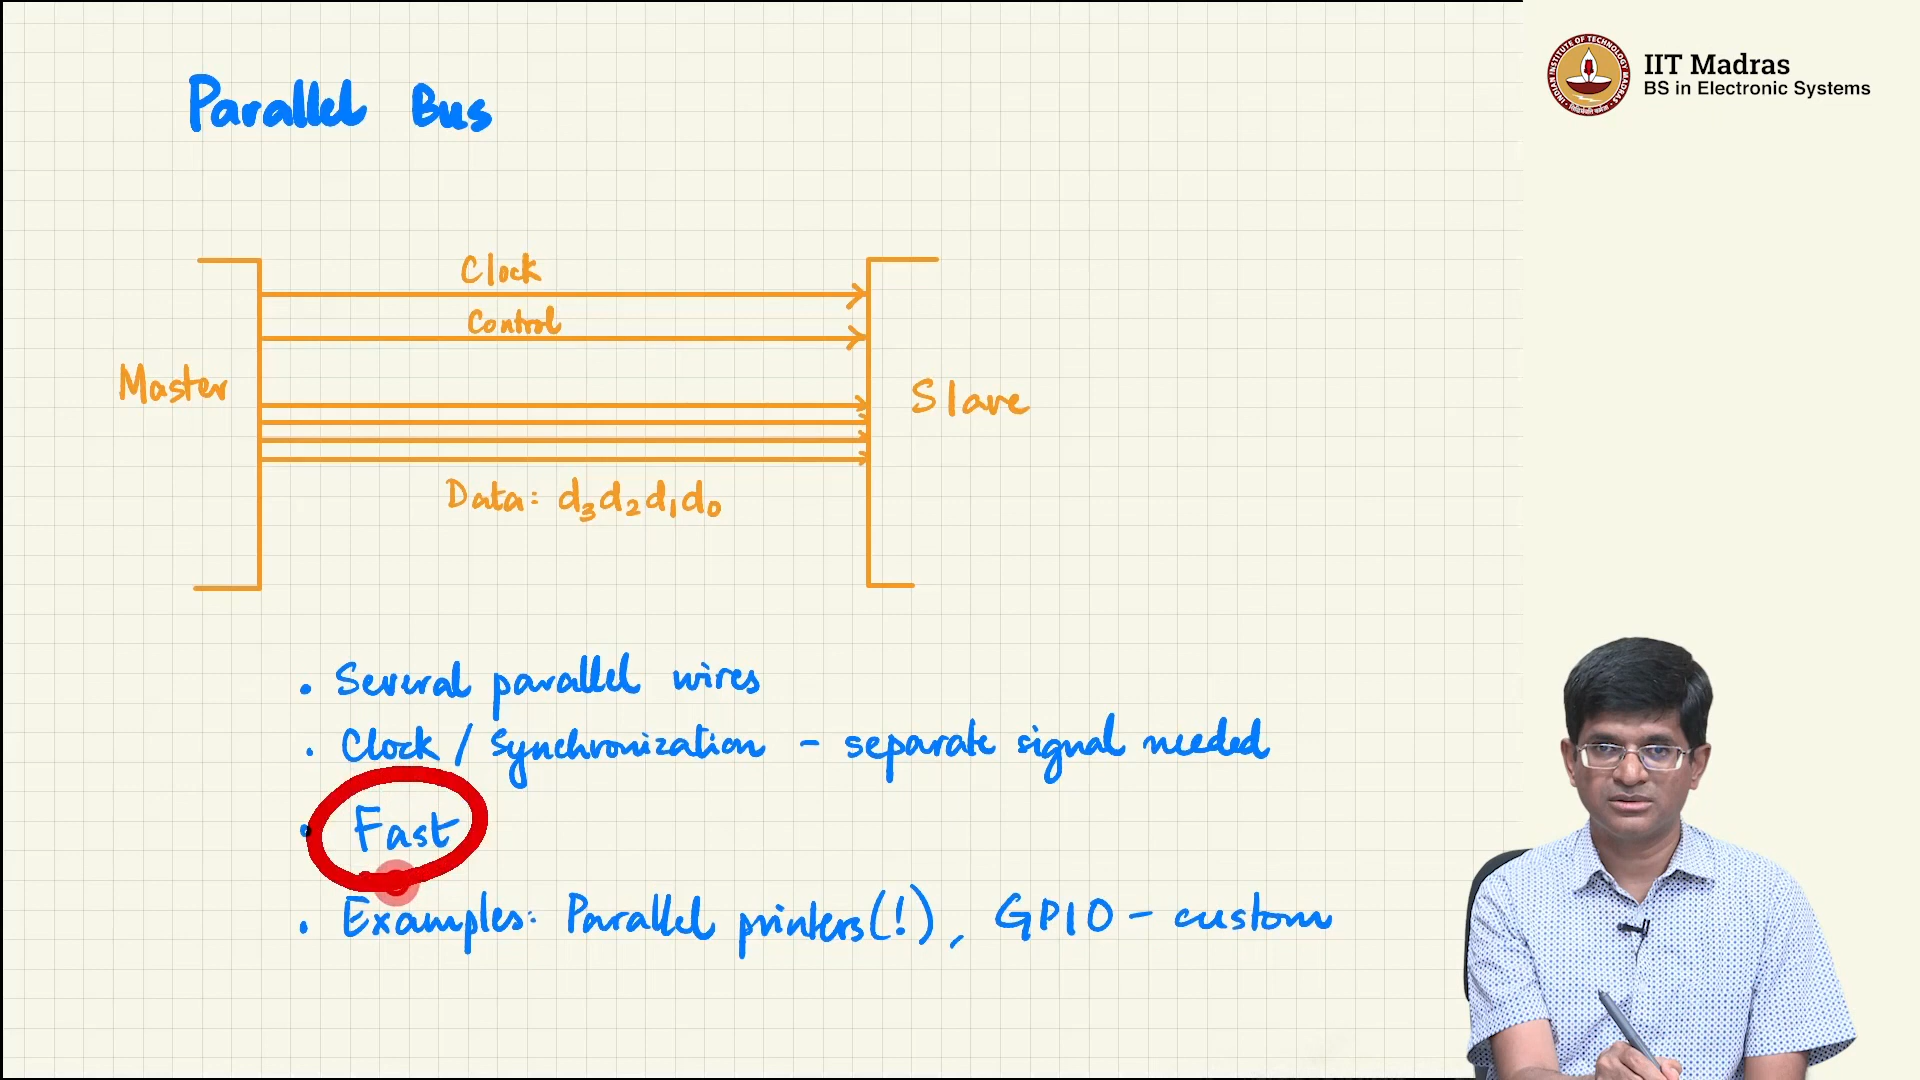 Parallel Bus
IIT Madras
BS in Electronic Systems
Clock
Control
Master
Slave
Data: d₃d₂d₁d₀
• Several parallel wires
• Clock / Synchronization - separate signal needed
• Fast
• Examples: Parallel printers(!), GPIO - custom